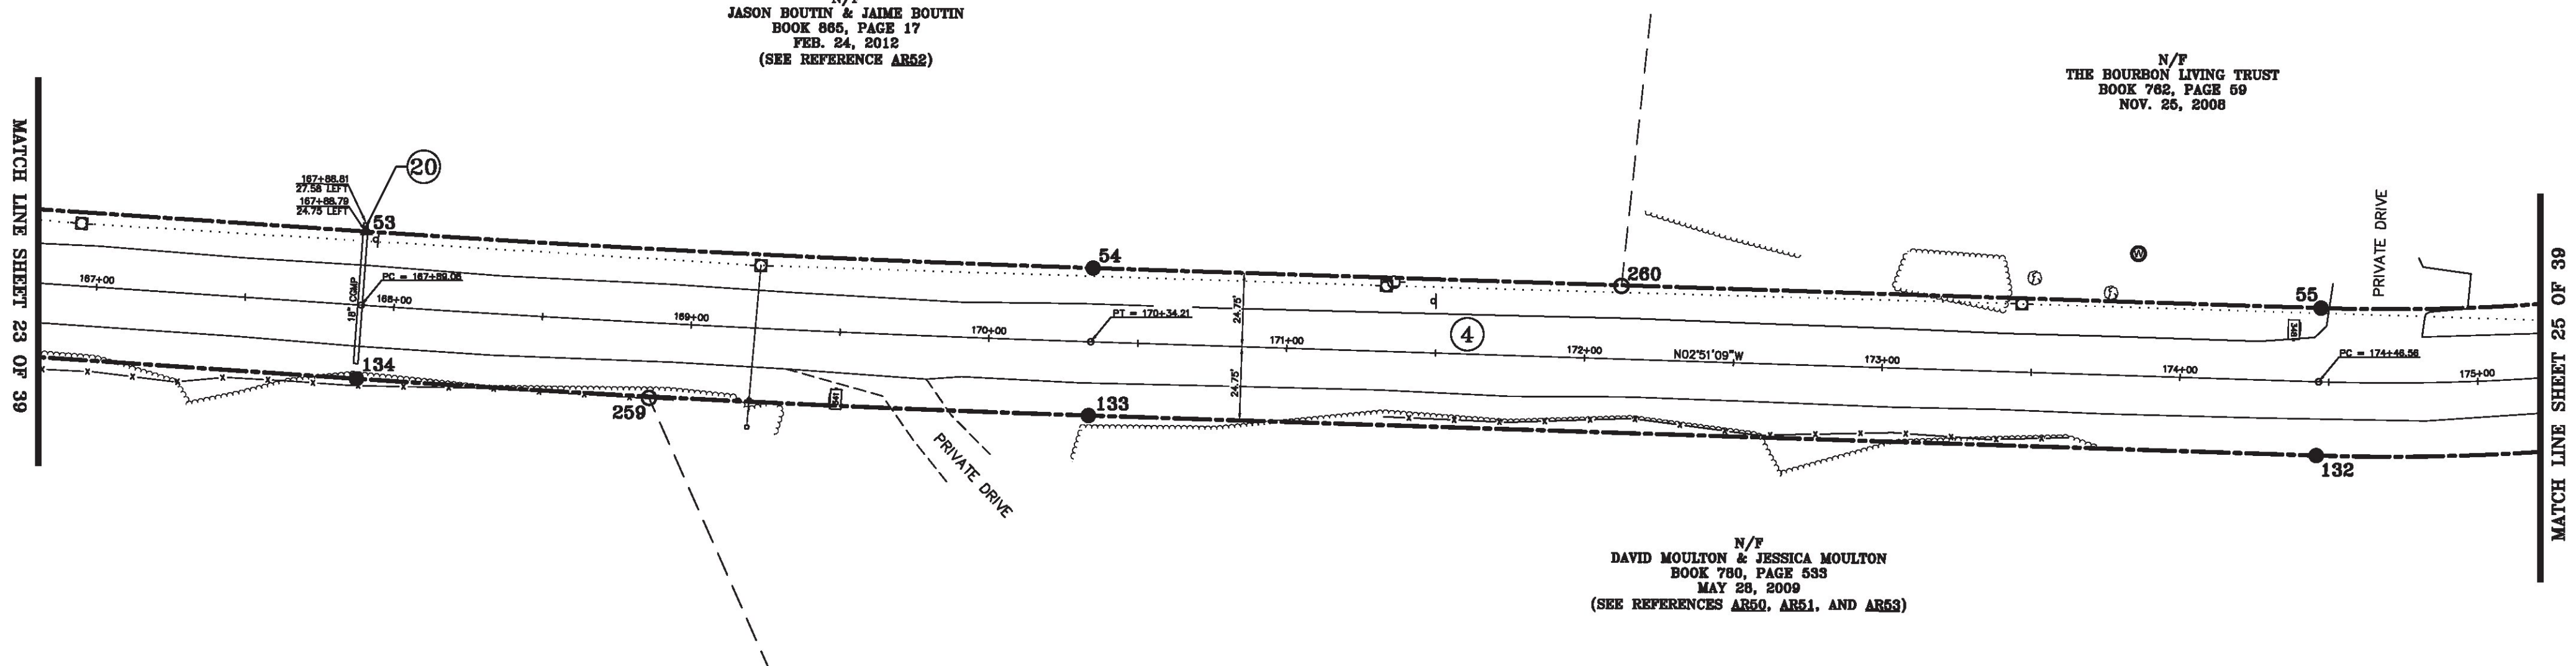 N/F
JASON BOUTIN & JAIME BOUTIN
BOOK 865, PAGE 17
FEB. 24, 2012
(SEE REFERENCE AR52)
N/F
THE BOURBON LIVING TRUST
BOOK 762, PAGE 59
NOV. 25, 2008
MATCH LINE SHEET 23 OF 39
20
167+88.81
27.58 LEFT
167+88.79
24.75 LEFT
53
54
260
W
PRIVATE DRIVE
55
167+00
PC = 167+89.06
168+00
18" CGMP
169+00
170+00
PT = 170+34.21
24.75'
24.75'
171+00
4
172+00
N02°51'09"W
173+00
174+00
PC = 174+46.56
175+00
134
259
133
132
PRIVATE DRIVE
MATCH LINE SHEET 25 OF 39
N/F
DAVID MOULTON & JESSICA MOULTON
BOOK 780, PAGE 533
MAY 28, 2009
(SEE REFERENCES AR50, AR51, AND AR53)